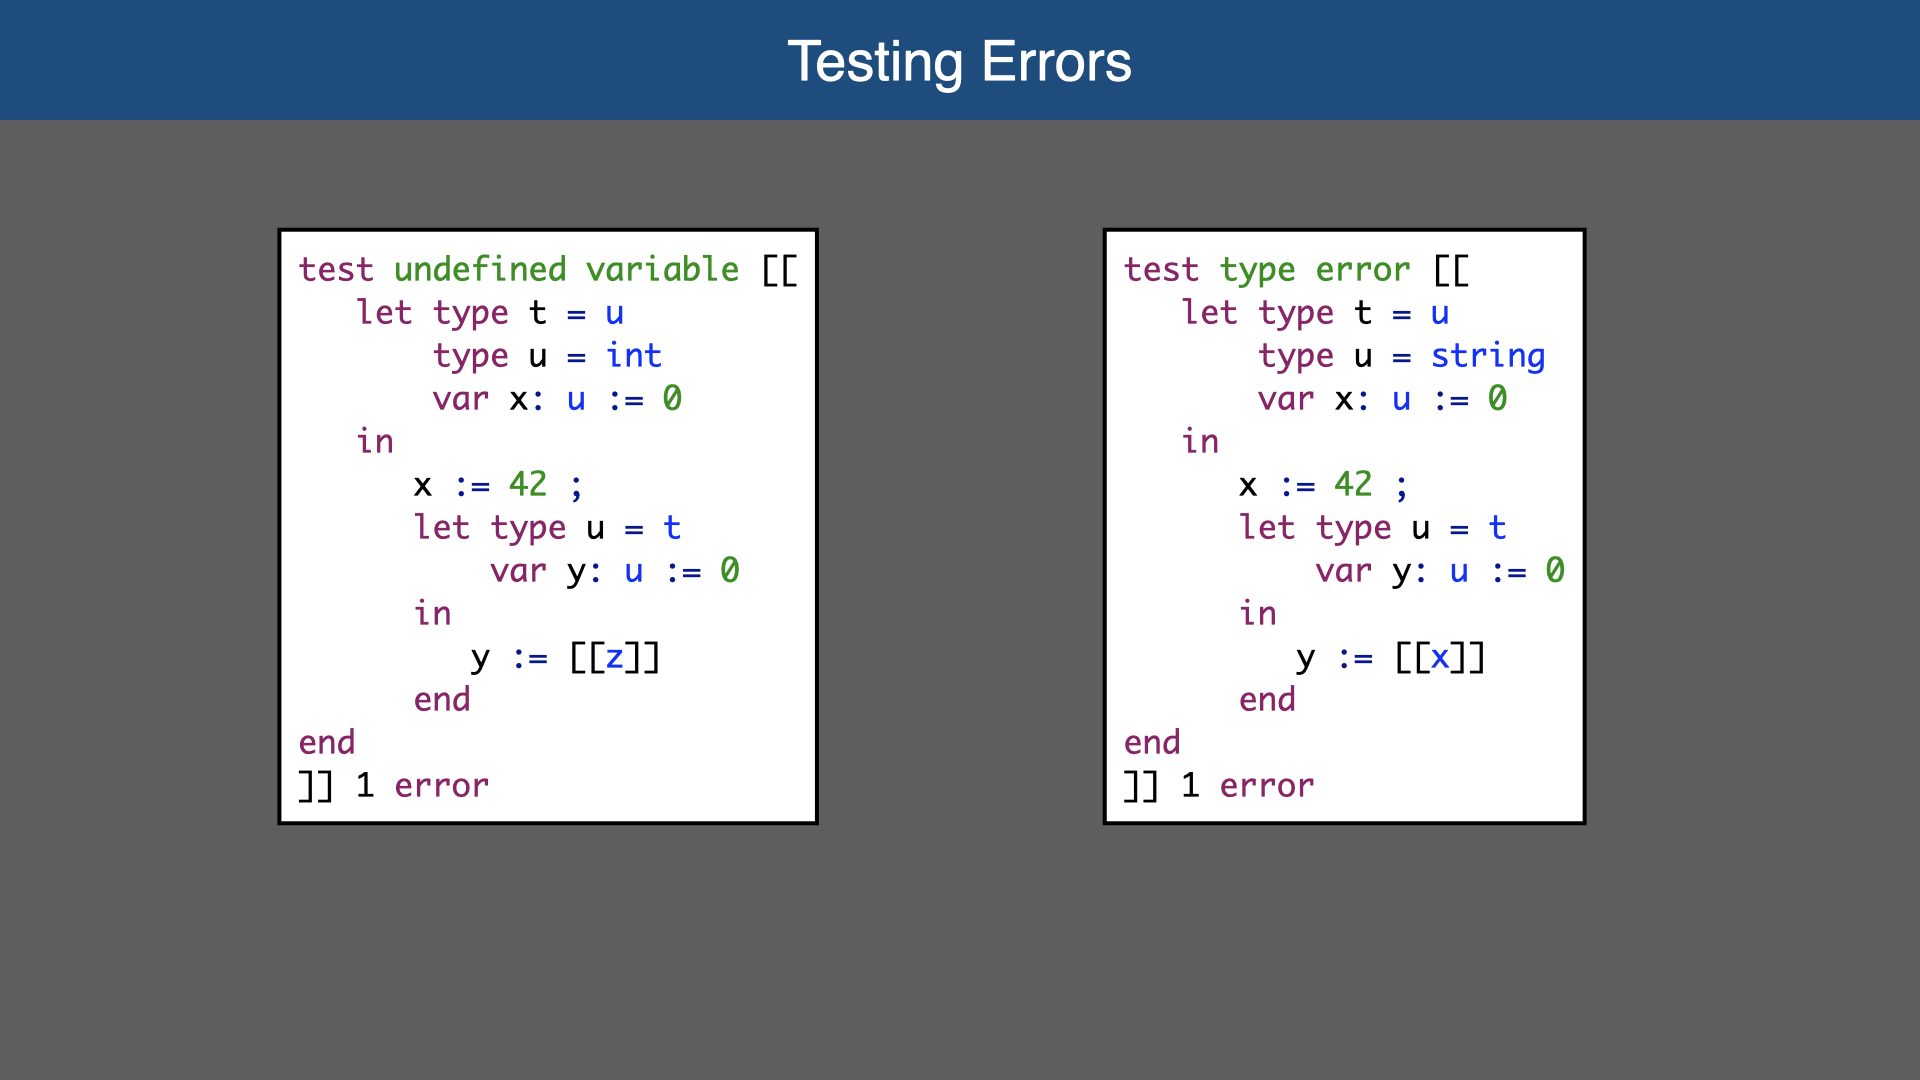 Testing Errors
test undefined variable [[
   let type t = u
       type u = int
       var x: u := 0
   in
      x := 42 ;
      let type u = t
          var y: u := 0
      in
         y := [[z]]
      end
end
]] 1 error
test type error [[
   let type t = u
       type u = string
       var x: u := 0
   in
      x := 42 ;
      let type u = t
          var y: u := 0
      in
         y := [[x]]
      end
end
]] 1 error